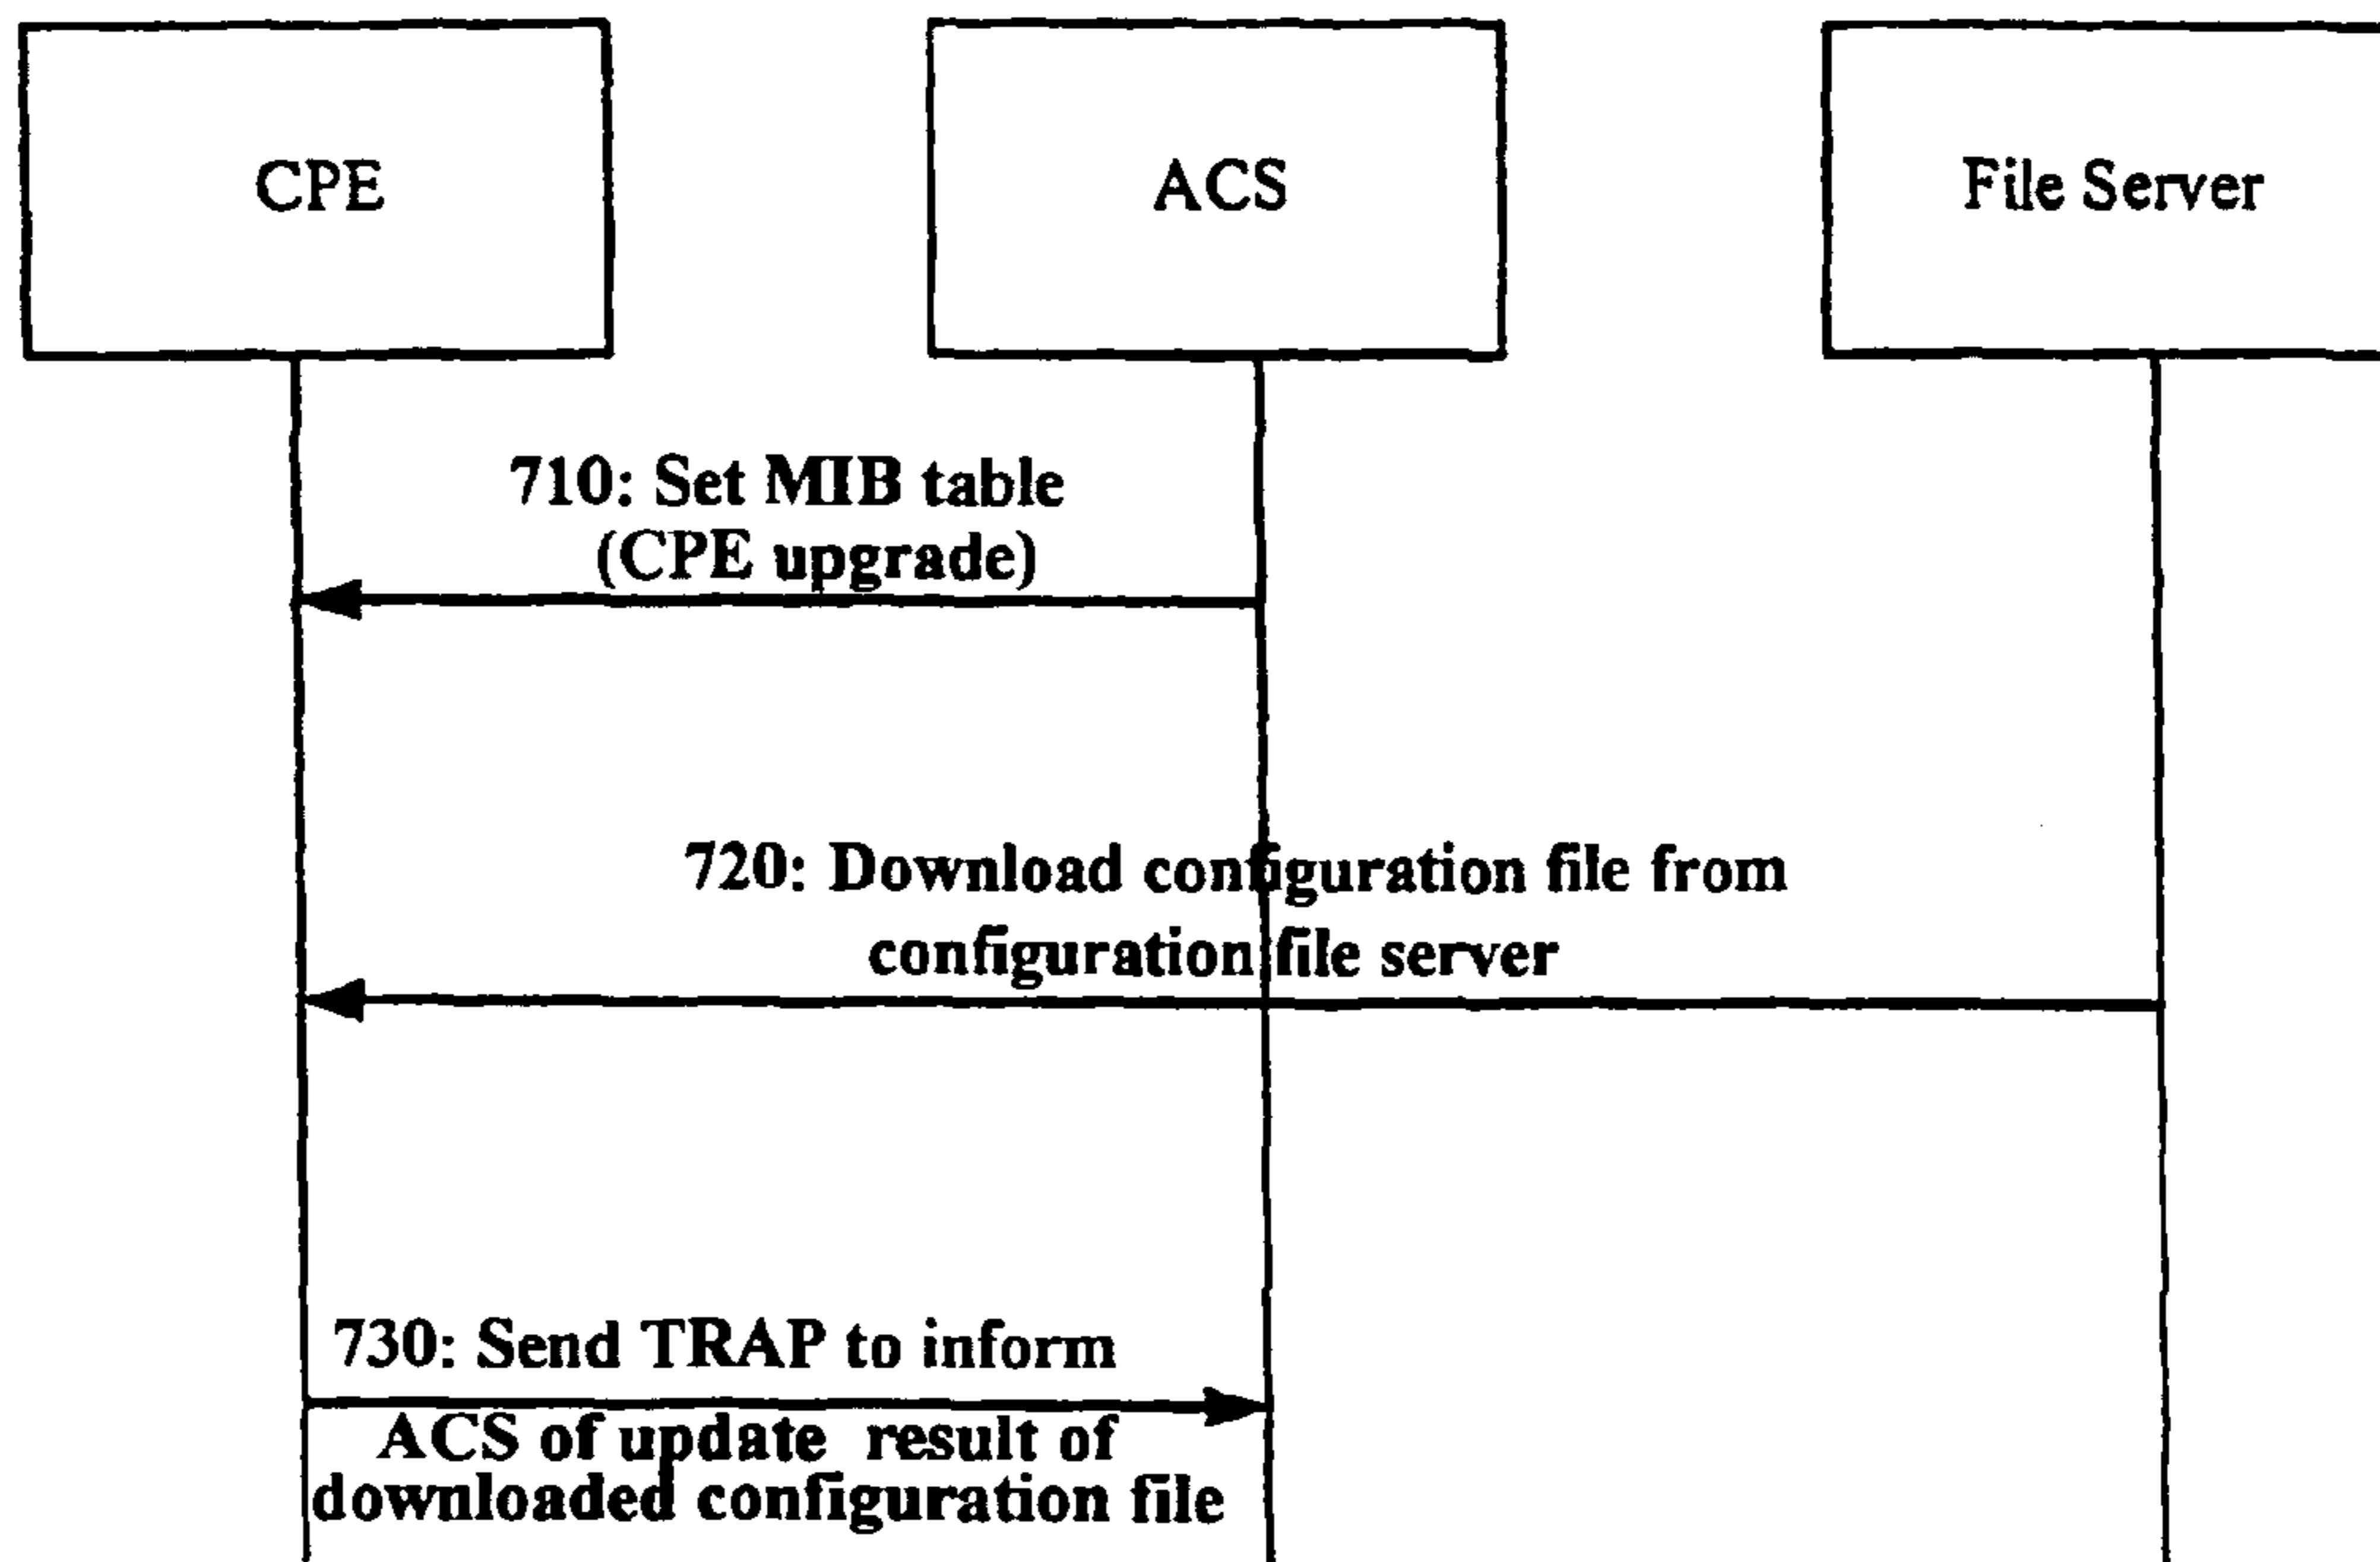 CPE
ACS
File Server
710: Set MIB table
(CPE upgrade)
720: Download configuration file from
configuration file server
730: Send TRAP to inform
ACS of update result of
downloaded configuration file